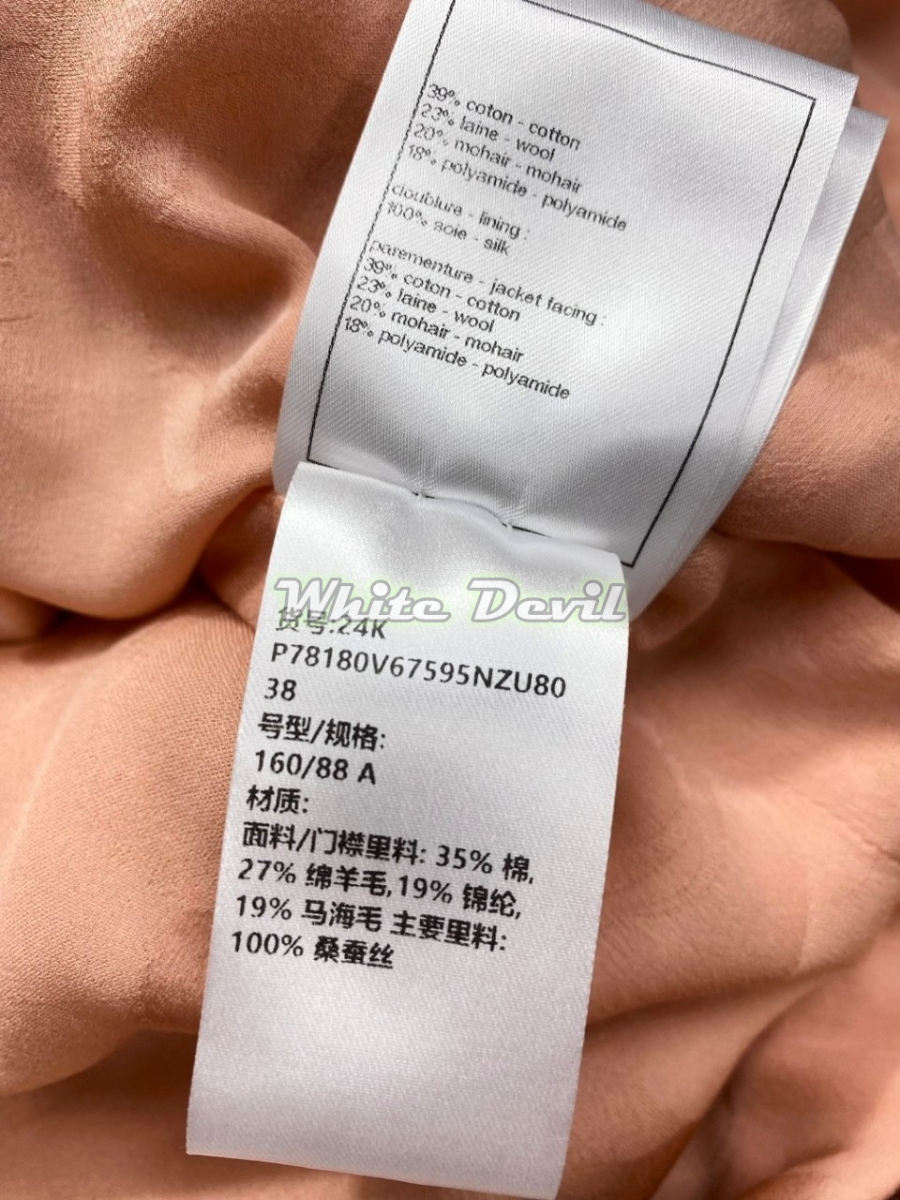 39% coton - cotton
23% laine - wool
20% mohair - mohair
18% polyamide - polyamide
doublure - lining :
100% soie - silk
parementure - jacket facing :
39% coton - cotton
23% laine - wool
20% mohair - mohair
18% polyamide - polyamide
White Devil
货号:24K
P78180V67595NZU80
38
号型/规格:
160/88 A
材质:
面料/门襟里料: 35% 棉,
27% 绵羊毛,19% 锦纶,
19% 马海毛 主要里料:
100% 桑蚕丝